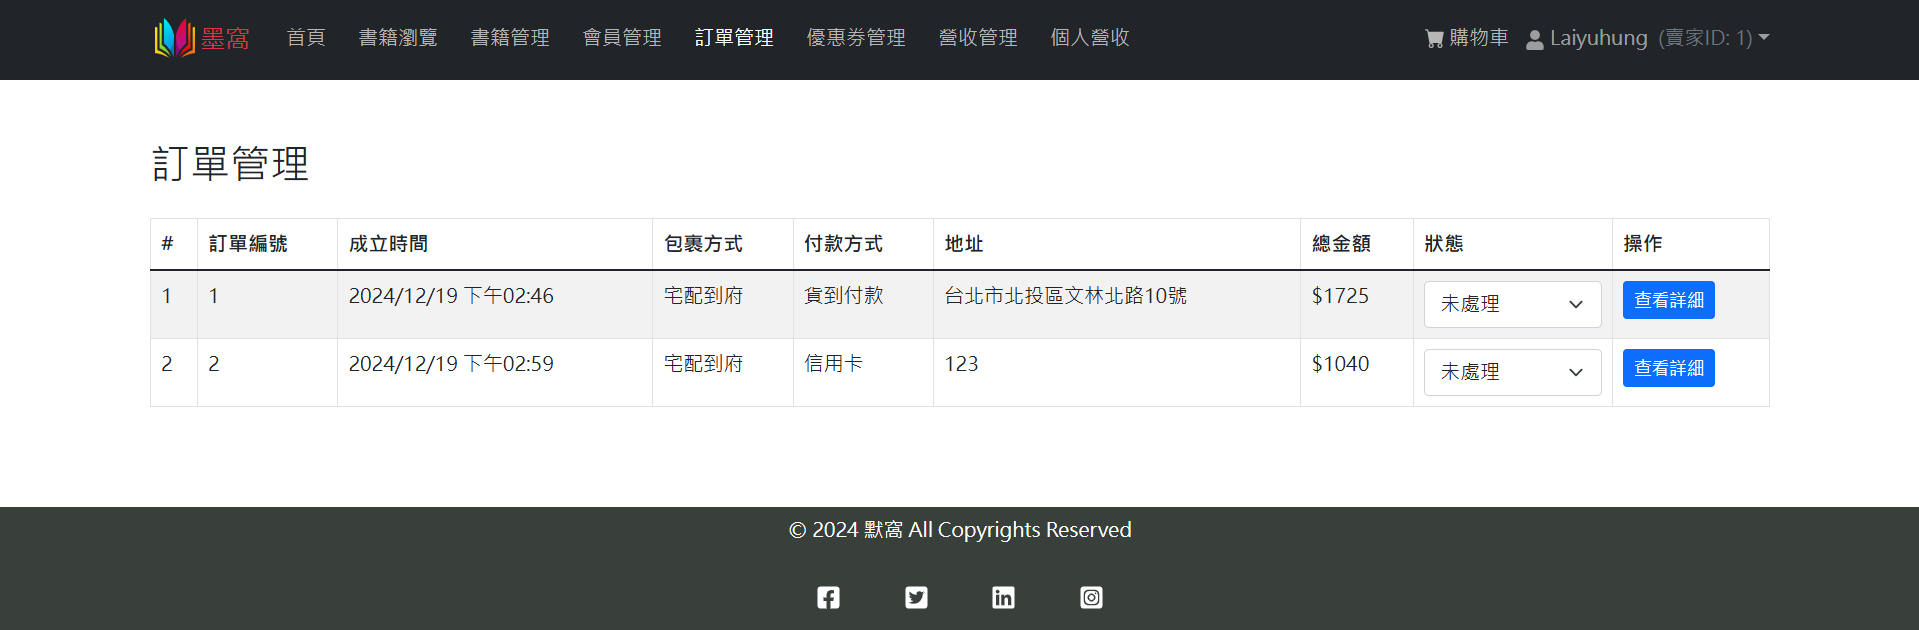 墨窩 首頁 書籍瀏覽 書籍管理 會員管理 訂單管理 優惠券管理 營收管理 個人營收 購物車 Laiyuhung (賣家ID: 1)
訂單管理
# 訂單編號 成立時間 包裹方式 付款方式 地址 總金額 狀態 操作
1 1 2024/12/19 下午02:46 宅配到府 貨到付款 台北市北投區文林北路10號 $1725 未處理 查看詳細
2 2 2024/12/19 下午02:59 宅配到府 信用卡 123 $1040 未處理 查看詳細
© 2024 默窩 All Copyrights Reserved